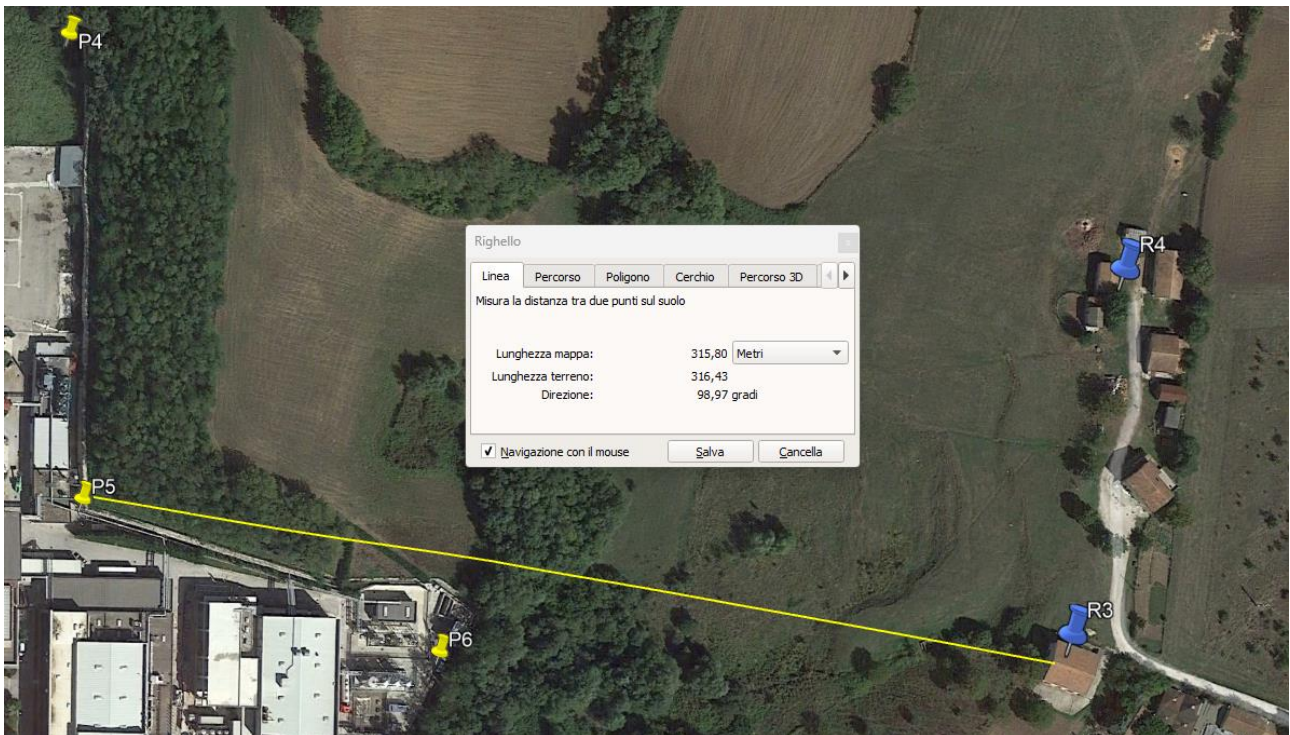 P4
R4
Righello
Linea Percorso Poligono Cerchio Percorso 3D
Misura la distanza tra due punti sul suolo
Lunghezza mappa: 315,80 Metri
Lunghezza terreno: 316,43
Direzione: 98,97 gradi
Navigazione con il mouse Salva Cancella
P5
R3
P6